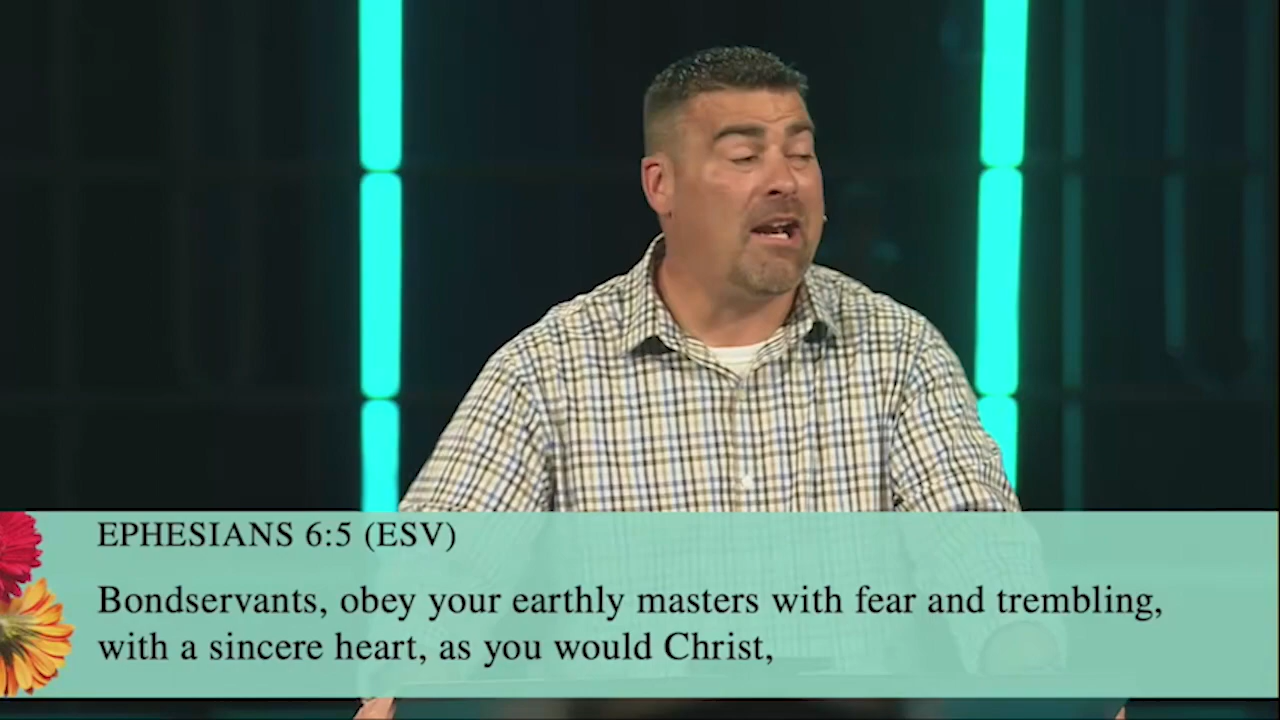 EPHESIANS 6:5 (ESV)
Bondservants, obey your earthly masters with fear and trembling,
with a sincere heart, as you would Christ,